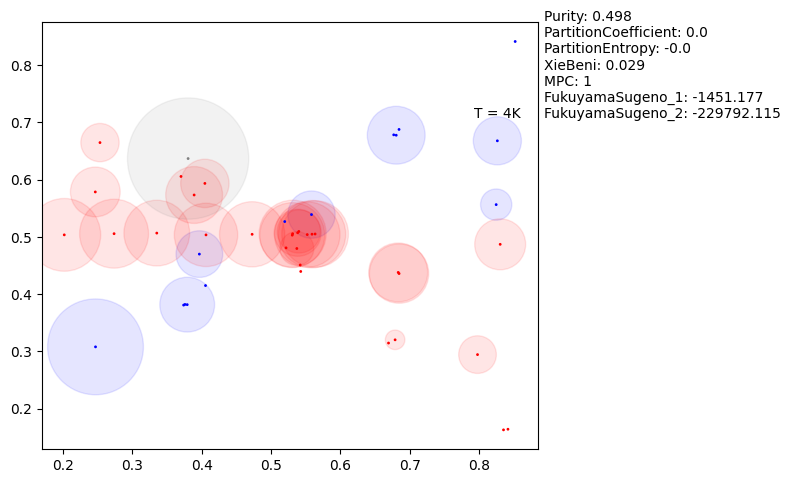 Purity: 0.498
PartitionCoefficient: 0.0
PartitionEntropy: -0.0
XieBeni: 0.029
MPC: 1
FukuyamaSugeno_1: -1451.177
FukuyamaSugeno_2: -229792.115
T = 4K
0.8
0.7
0.6
0.5
0.4
0.3
0.2
0.2 0.3 0.4 0.5 0.6 0.7 0.8